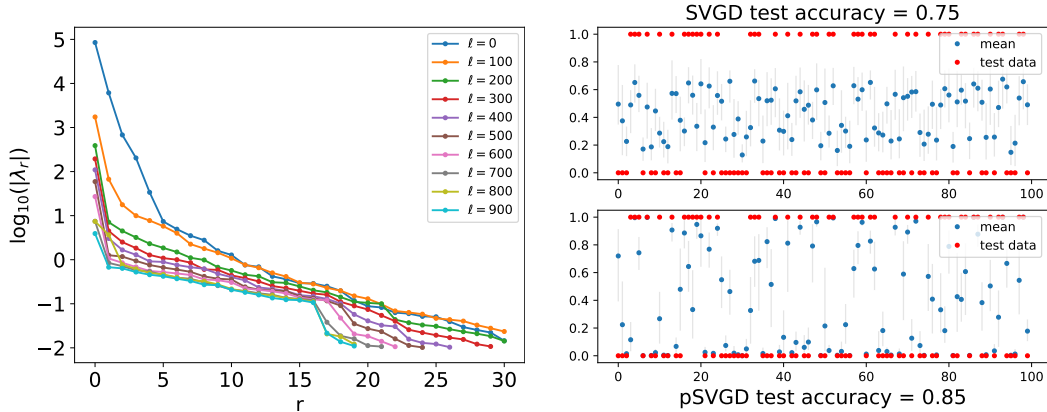 5
4
3
2
1
0
−1
−2
log₁₀(|λᵣ|)
0
5
10
15
20
25
30
r
ℓ = 0
ℓ = 100
ℓ = 200
ℓ = 300
ℓ = 400
ℓ = 500
ℓ = 600
ℓ = 700
ℓ = 800
ℓ = 900
SVGD test accuracy = 0.75
1.0
0.8
0.6
0.4
0.2
0.0
mean
test data
0
20
40
60
80
100
1.0
0.8
0.6
0.4
0.2
0.0
mean
test data
0
20
40
60
80
100
pSVGD test accuracy = 0.85